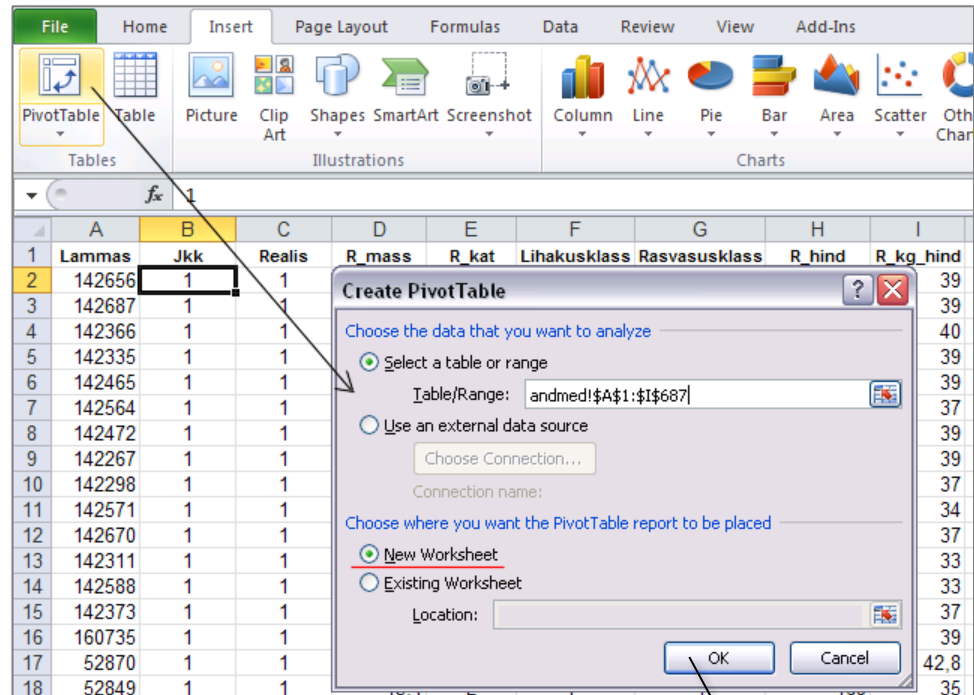 File Home Insert Page Layout Formulas Data Review View Add-Ins
PivotTable Table Picture Clip Art Shapes SmartArt Screenshot Column Line Pie Bar Area Scatter Oth Char
Tables Illustrations Charts
fx 1
A B C D E F G H I
1 Lammas Jkk Realis R_mass R_kat Lihakusklass Rasvasusklass R_hind R_kg_hind
2 142656 1 1 39
3 142687 1 1 39
4 142366 1 1 40
5 142335 1 1 39
6 142465 1 1 39
7 142564 1 1 37
8 142472 1 1 39
9 142267 1 1 39
10 142298 1 1 37
11 142571 1 1 34
12 142670 1 1 37
13 142311 1 1 33
14 142588 1 1 33
15 142373 1 1 37
16 160735 1 1 39
17 52870 1 1 42,8
18 52849 1 1 35
Create PivotTable
Choose the data that you want to analyze
Select a table or range
Table/Range: andmed!$A$1:$I$687
Use an external data source
Choose Connection...
Connection name:
Choose where you want the PivotTable report to be placed
New Worksheet
Existing Worksheet
Location:
OK Cancel